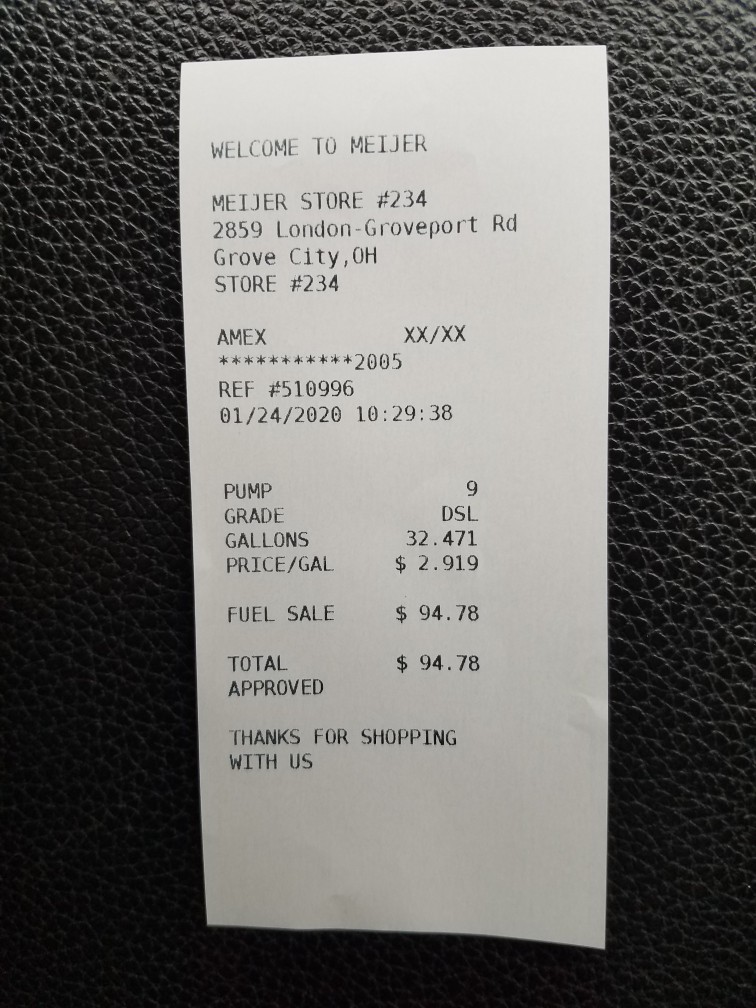 WELCOME TO MEIJER
MEIJER STORE #234
2859 London-Groveport Rd
Grove City,OH
STORE #234
AMEX XX/XX
***********2005
REF #510996
01/24/2020 10:29:38
PUMP 9
GRADE DSL
GALLONS 32.471
PRICE/GAL $ 2.919
FUEL SALE $ 94.78
TOTAL $ 94.78
APPROVED
THANKS FOR SHOPPING
WITH US